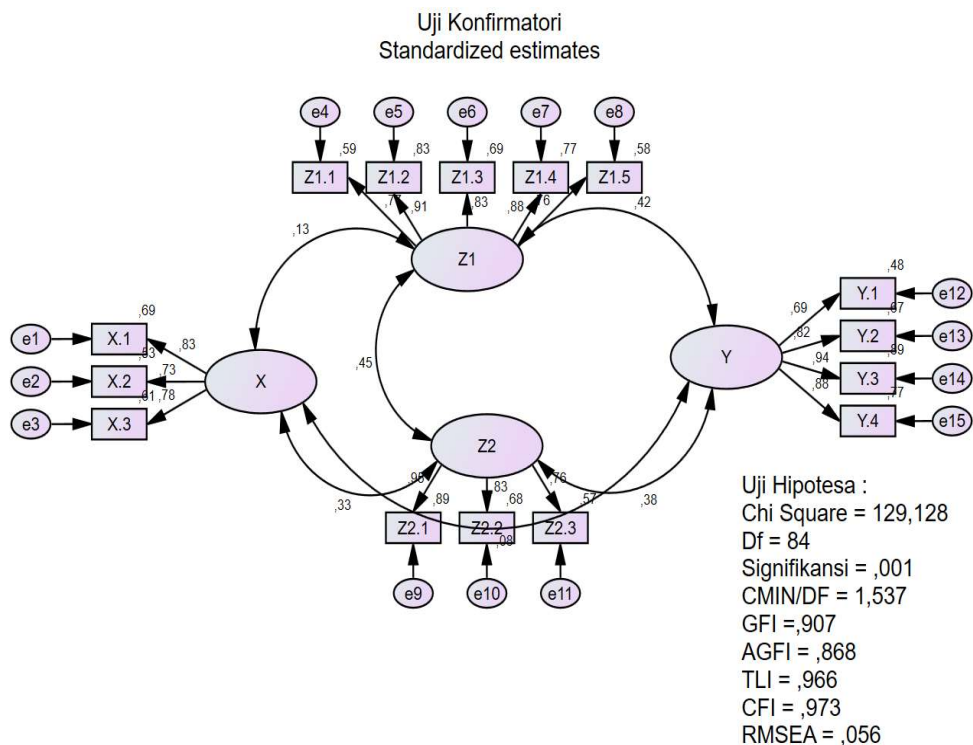 Uji Konfirmatori
Standardized estimates
e4 e5 e6 e7 e8
,59 ,83 ,69 ,77 ,58
Z1.1 Z1.2 Z1.3 Z1.4 Z1.5
,91 ,83 ,88
,13 ,42
Z1
,48
Y.1 e12
,69
,67
,82 Y.2 e13
,89
,94 Y.3 e14
,77
,88 Y.4 e15
Y
,69
e1 X.1
,83
,53
e2 X.2 ,73
,61 ,78
e3 X.3
X
,45
Z2
,95 ,83 ,76
,33 ,89 ,68 ,57 ,38
Z2.1 Z2.2 Z2.3
,08
e9 e10 e11
Uji Hipotesa :
Chi Square = 129,128
Df = 84
Signifikansi = ,001
CMIN/DF = 1,537
GFI =,907
AGFI = ,868
TLI = ,966
CFI = ,973
RMSEA = ,056